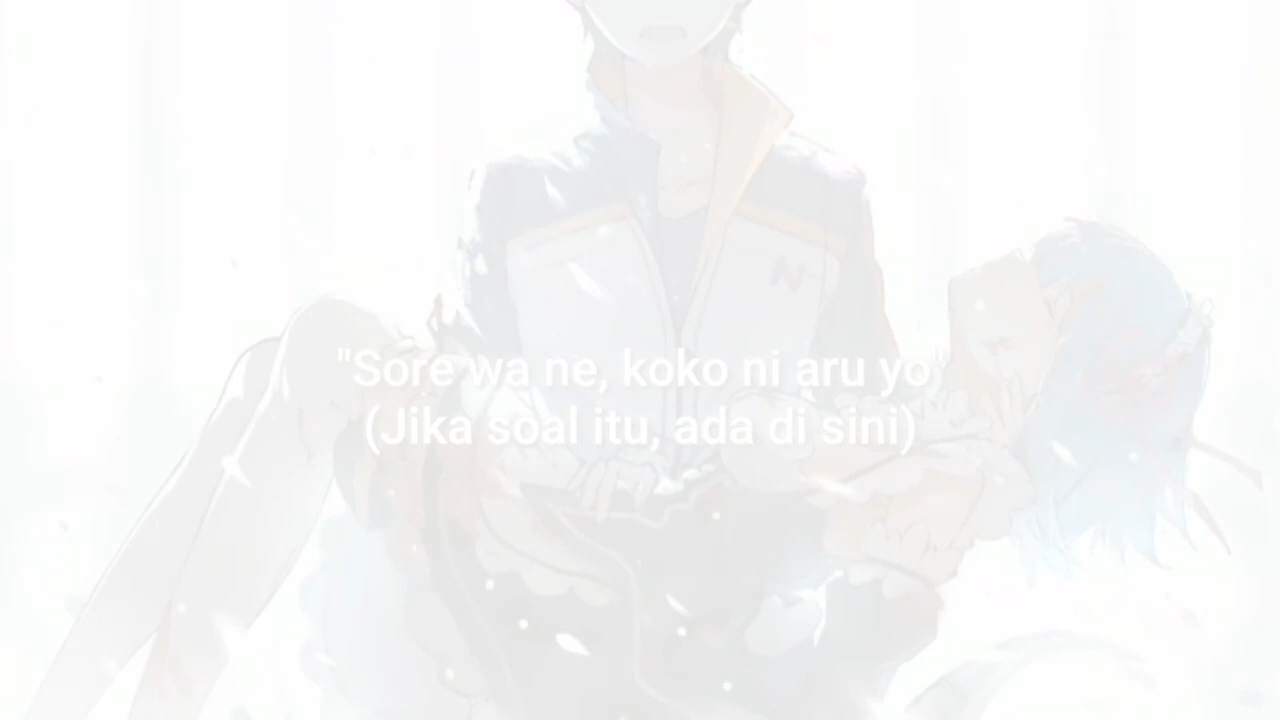 "Sore wa ne, koko ni aru yo"
(Jika soal itu, ada di sini)
N